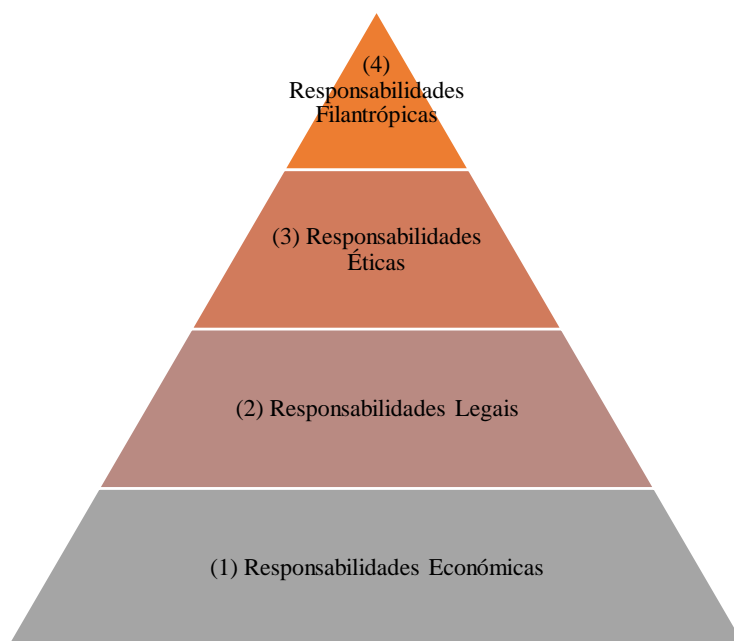 (4)
Responsabilidades
Filantrópicas
(3) Responsabilidades
Éticas
(2) Responsabilidades Legais
(1) Responsabilidades Económicas